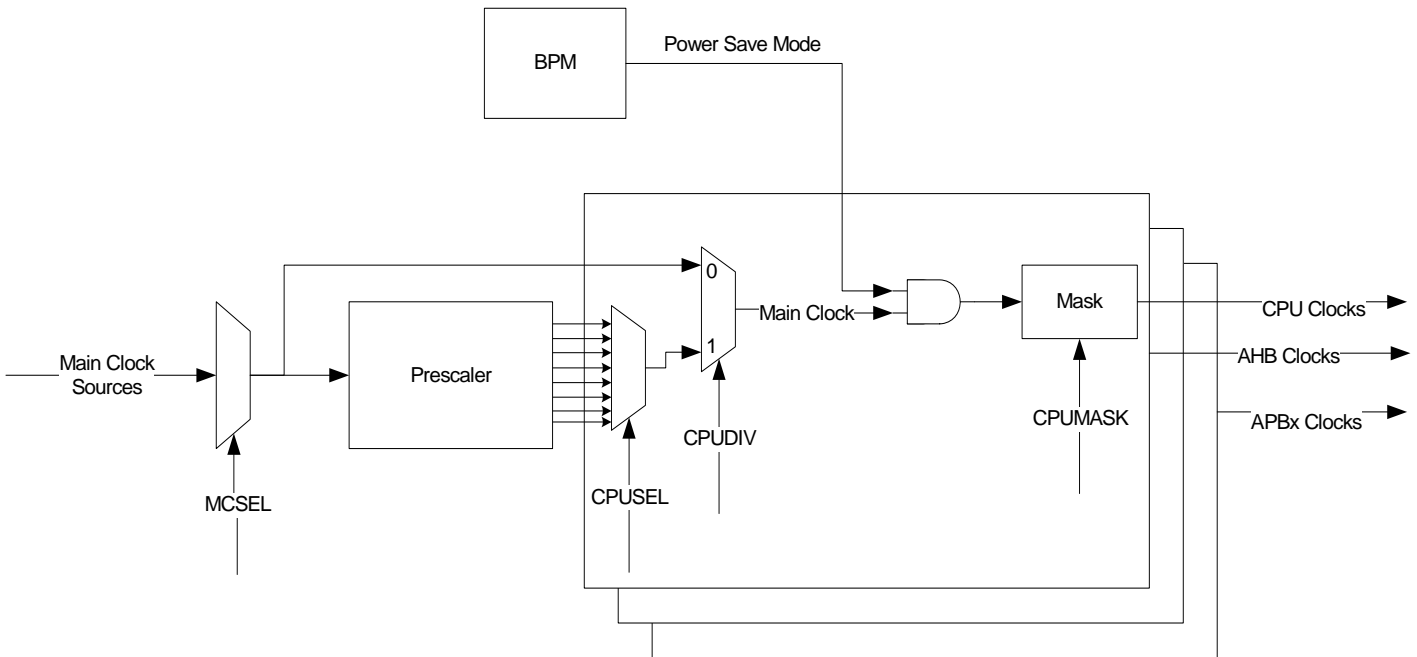 Power Save Mode
BPM
0
Main Clock
Mask
CPU Clocks
1
AHB Clocks
Main Clock
Sources
Prescaler
APBx Clocks
CPUDIV
CPUMASK
MCSEL
CPUSEL